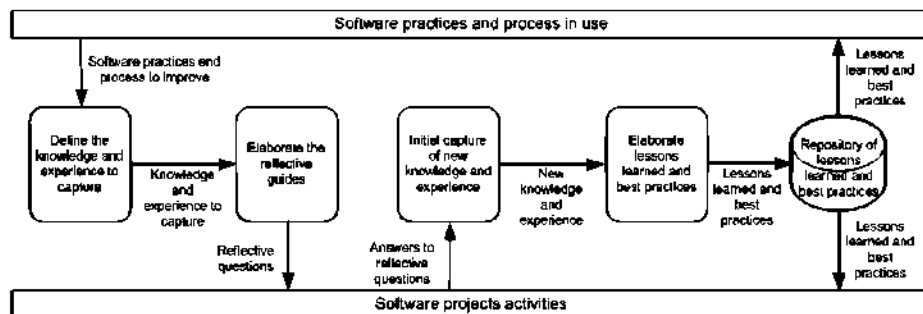 Software practices and process in use
Software practices end
process to improve
Lessons
learned and
best
practices
Define the
knowledge and
experience to
capture
Elaborate the
reflective
guides
Initial capture
of new
knowledge and
experience
Elaborate
lessons
learned and
best practices
Repository of
lessons
learned and
best practices
Knowledge
and
experience to
capture
New
knowledge
and
experience
Lessons
learned and
best
practices
Reflective
questions
Answers to
reflective
questions
Lessons
learned and
best
practices
Software projects activities